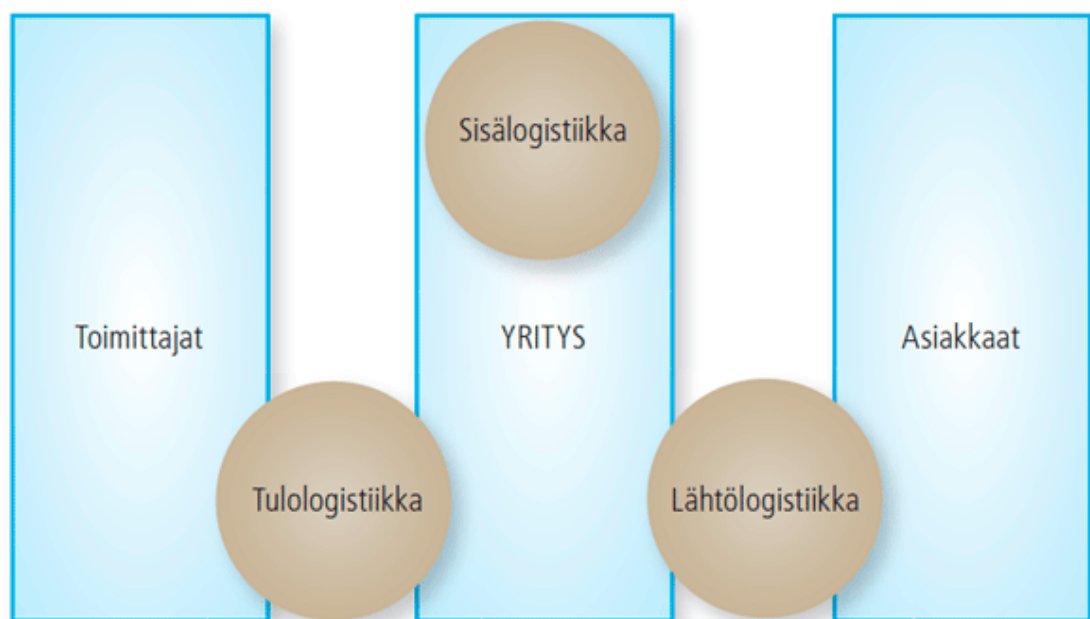 Sisälogistiikka
Toimittajat
YRITYS
Asiakkaat
Tulologistiikka
Lähtölogistiikka